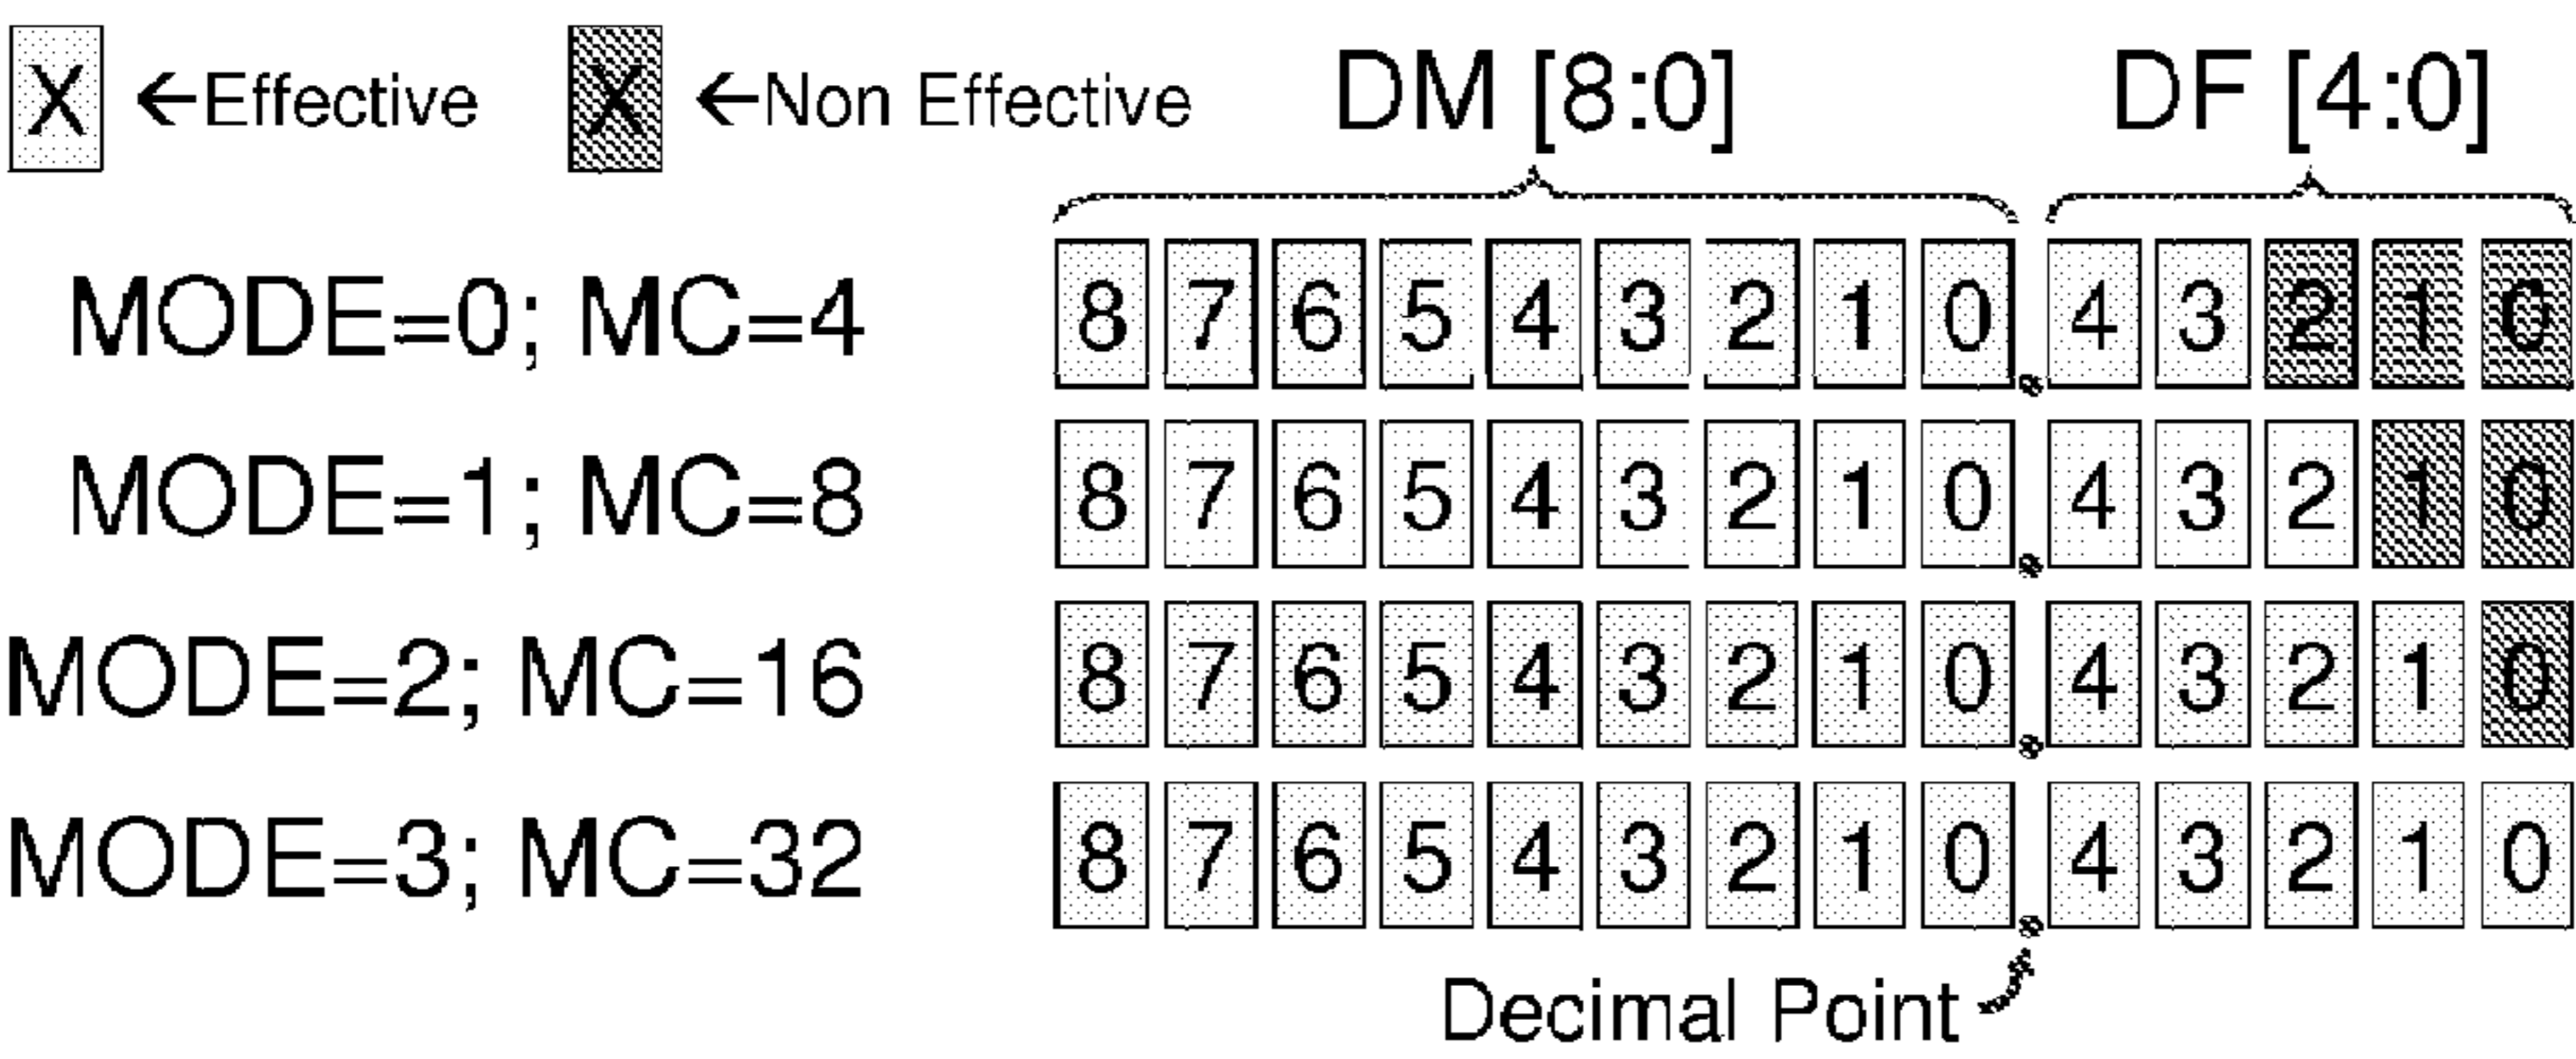 X ←Effective X ←Non Effective DM [8:0] DF [4:0]
MODE=0; MC=4 8 7 6 5 4 3 2 1 0 . 4 3 2 1 0
MODE=1; MC=8 8 7 6 5 4 3 2 1 0 . 4 3 2 1 0
MODE=2; MC=16 8 7 6 5 4 3 2 1 0 . 4 3 2 1 0
MODE=3; MC=32 8 7 6 5 4 3 2 1 0 . 4 3 2 1 0
Decimal Point